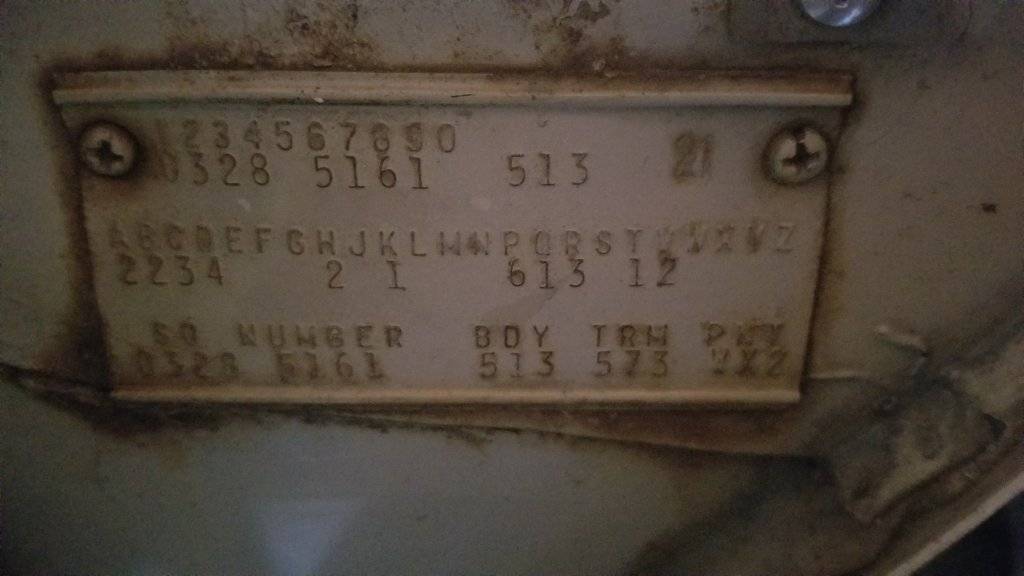 1234567890
0328 5161 513 21
ABCDEFGHJKLMNPQRSTUVWXYZ
2234 2 1 613 12
SO NUMBER BDY TRM PNT
0328 5161 513 573 VX2